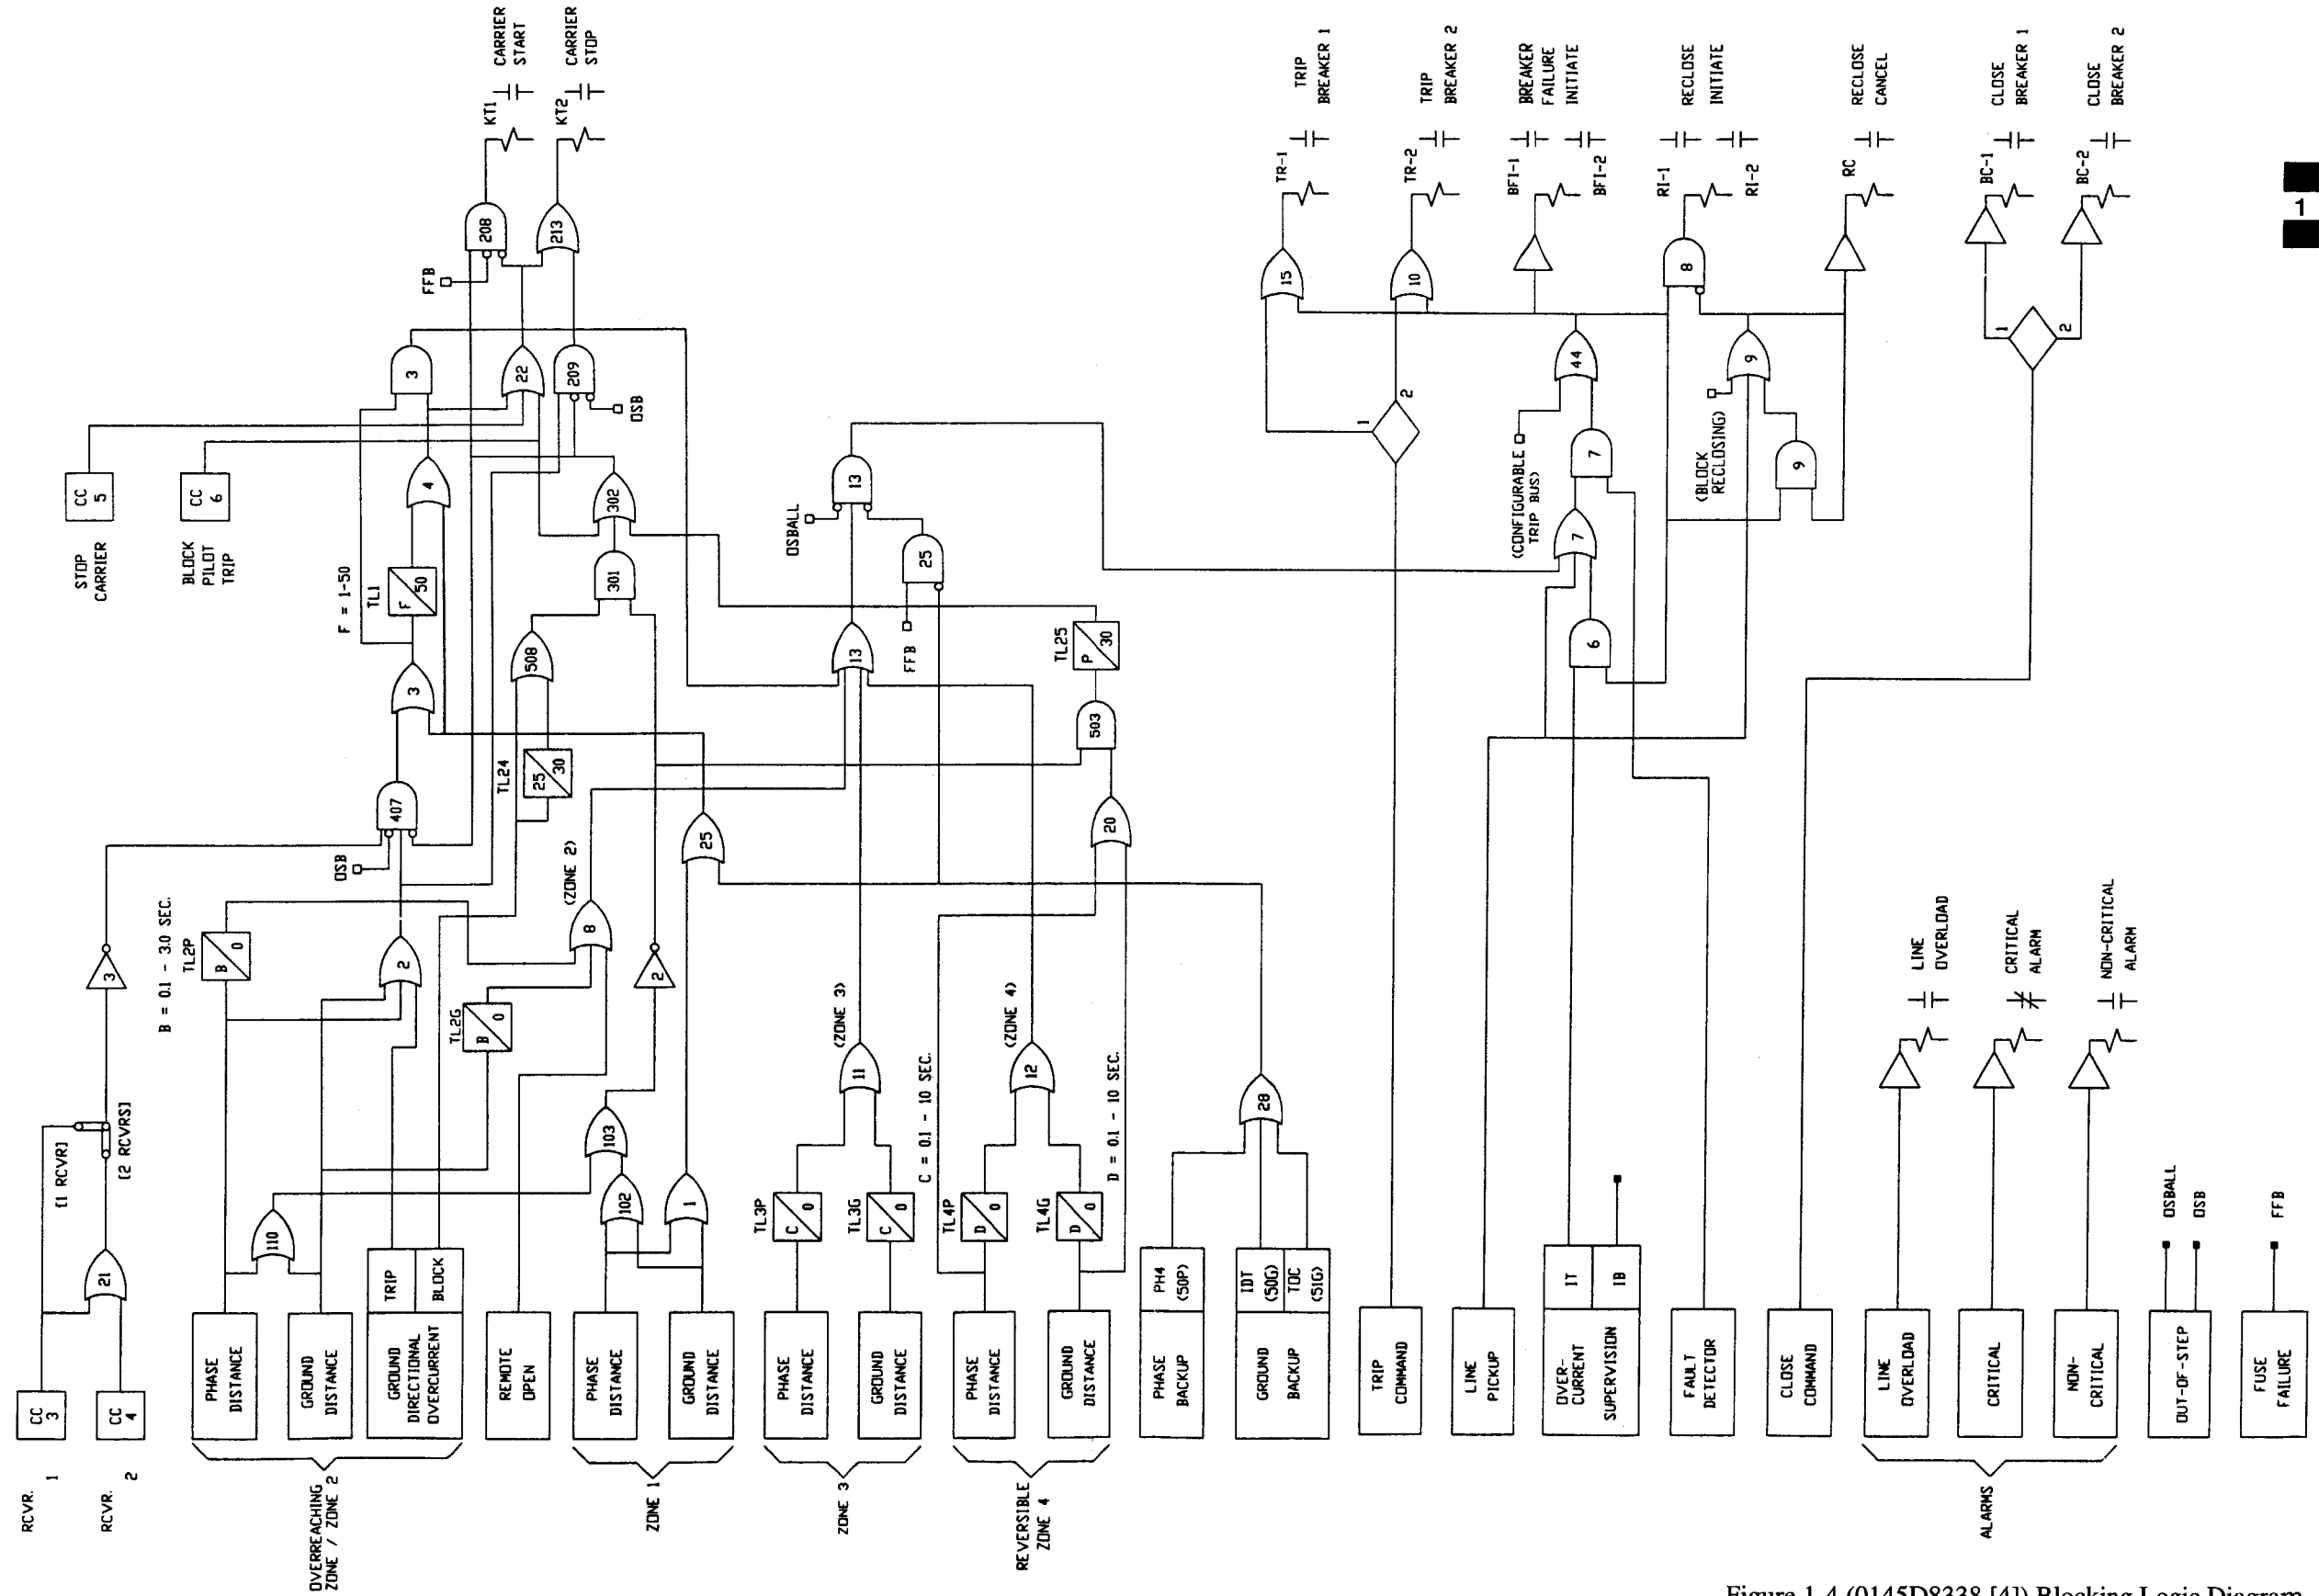 RCVR.
1
CC
3
RCVR.
2
CC
4
21
[1 RCVR]
[2 RCVRS]
3
STOP
CARRIER
CC
5
BLOCK
PILOT
TRIP
CC
6
OVERREACHING
ZONE / ZONE 2
PHASE
DISTANCE
GROUND
DISTANCE
GROUND
DIRECTIONAL
OVERCURRENT
TRIP
BLOCK
REMOTE
OPEN
110
B = 0.1 - 3.0 SEC.
TL2P
B
0
2
TL2G
B
0
OSB
407
3
F = 1-50
TL1
F
50
4
3
TL24
25
30
508
301
302
22
209
OSB
FFB
208
213
KT1
CARRIER
START
KT2
CARRIER
STOP
(ZONE 2)
8
2
ZONE 1
PHASE
DISTANCE
GROUND
DISTANCE
102
103
1
25
ZONE 3
PHASE
DISTANCE
GROUND
DISTANCE
TL3P
C
0
TL3G
C
0
C = 0.1 - 10 SEC.
(ZONE 3)
11
REVERSIBLE
ZONE 4
PHASE
DISTANCE
GROUND
DISTANCE
TL4P
D
0
TL4G
D
0
D = 0.1 - 10 SEC.
(ZONE 4)
12
20
503
TL25
P
30
13
FFB
25
OSBALL
13
PHASE
BACKUP
PH4
(50P)
GROUND
BACKUP
IDT
(50G)
TOC
(51G)
28
TRIP
COMMAND
1
2
15
TR-1
TRIP
BREAKER 1
10
TR-2
TRIP
BREAKER 2
LINE
PICKUP
OVER-
CURRENT
SUPERVISION
IT
IB
6
7
7
(CONFIGURABLE
TRIP BUS)
44
BFI-1
BFI-2
BREAKER
FAILURE
INITIATE
FAULT
DETECTOR
(BLOCK
RECLOSING)
9
9
8
RI-1
RI-2
RECLOSE
INITIATE
RC
RECLOSE
CANCEL
CLOSE
COMMAND
1
2
BC-1
CLOSE
BREAKER 1
BC-2
CLOSE
BREAKER 2
ALARMS
LINE
OVERLOAD
LINE
OVERLOAD
CRITICAL
CRITICAL
ALARM
NON-
CRITICAL
NON-CRITICAL
ALARM
OUT-OF-STEP
OSBALL
OSB
FUSE
FAILURE
FFB
1
Figure 1-4 (0145D8338 [4]) Blocking Logic Diagram